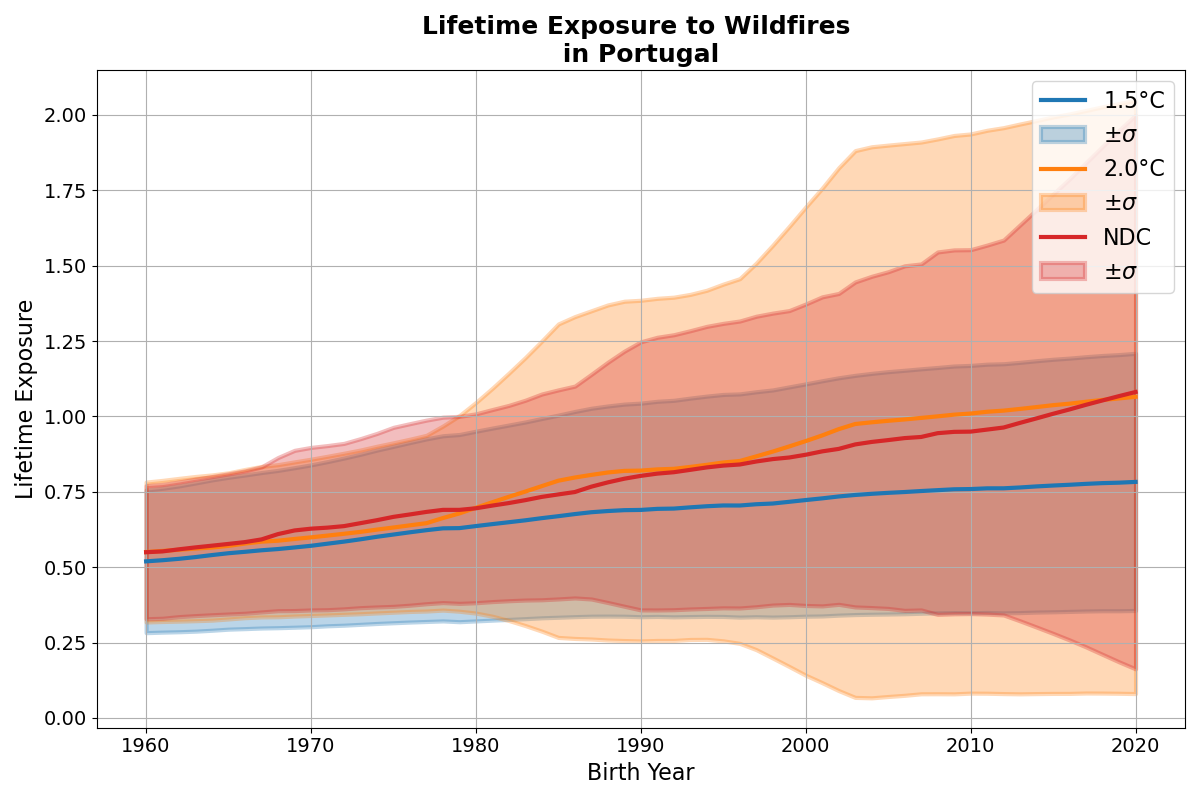 Lifetime Exposure to Wildfires
in Portugal
Lifetime Exposure
2.00
1.75
1.50
1.25
1.00
0.75
0.50
0.25
0.00
1960
1970
1980
1990
2000
2010
2020
Birth Year
1.5°C
±σ
2.0°C
±σ
NDC
±σ